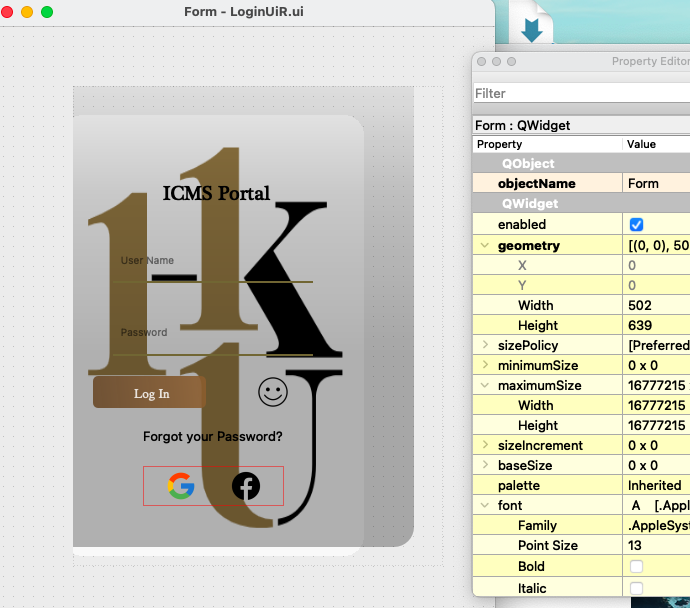 Form - LoginUiR.ui
ICMS Portal
User Name
Password
Log In
Forgot your Password?
Property Editor
Filter
Form : QWidget
Property Value
QObject
objectName Form
QWidget
enabled
geometry [(0, 0), 50
X 0
Y 0
Width 502
Height 639
sizePolicy [Preferred
minimumSize 0 x 0
maximumSize 16777215
Width 16777215
Height 16777215
sizeIncrement 0 x 0
baseSize 0 x 0
palette Inherited
font A [.Appl
Family .AppleSyst
Point Size 13
Bold
Italic